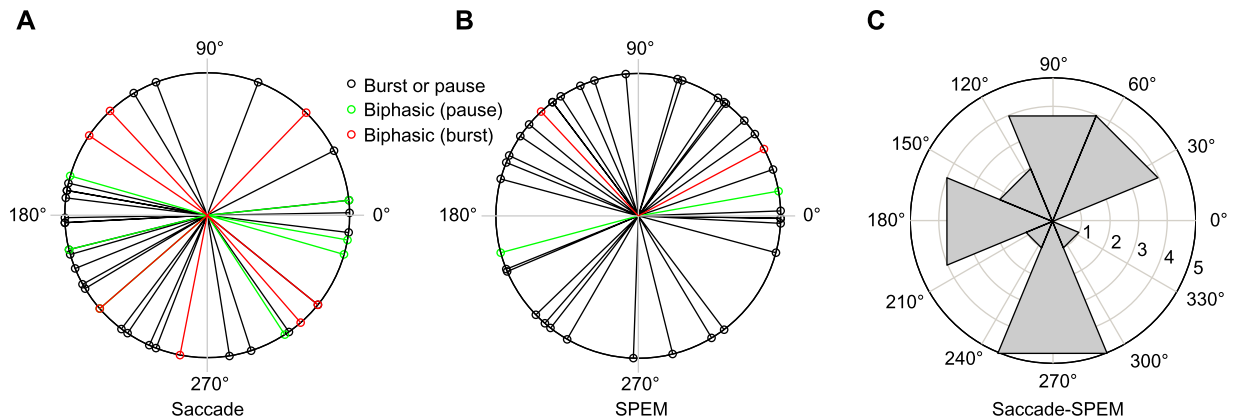 A
90°
180°
0°
270°
Saccade
Burst or pause
Biphasic (pause)
Biphasic (burst)
B
90°
180°
0°
270°
SPEM
C
90°
120°
60°
150°
30°
180°
0°
1
2
3
4
5
210°
330°
240°
300°
270°
Saccade-SPEM